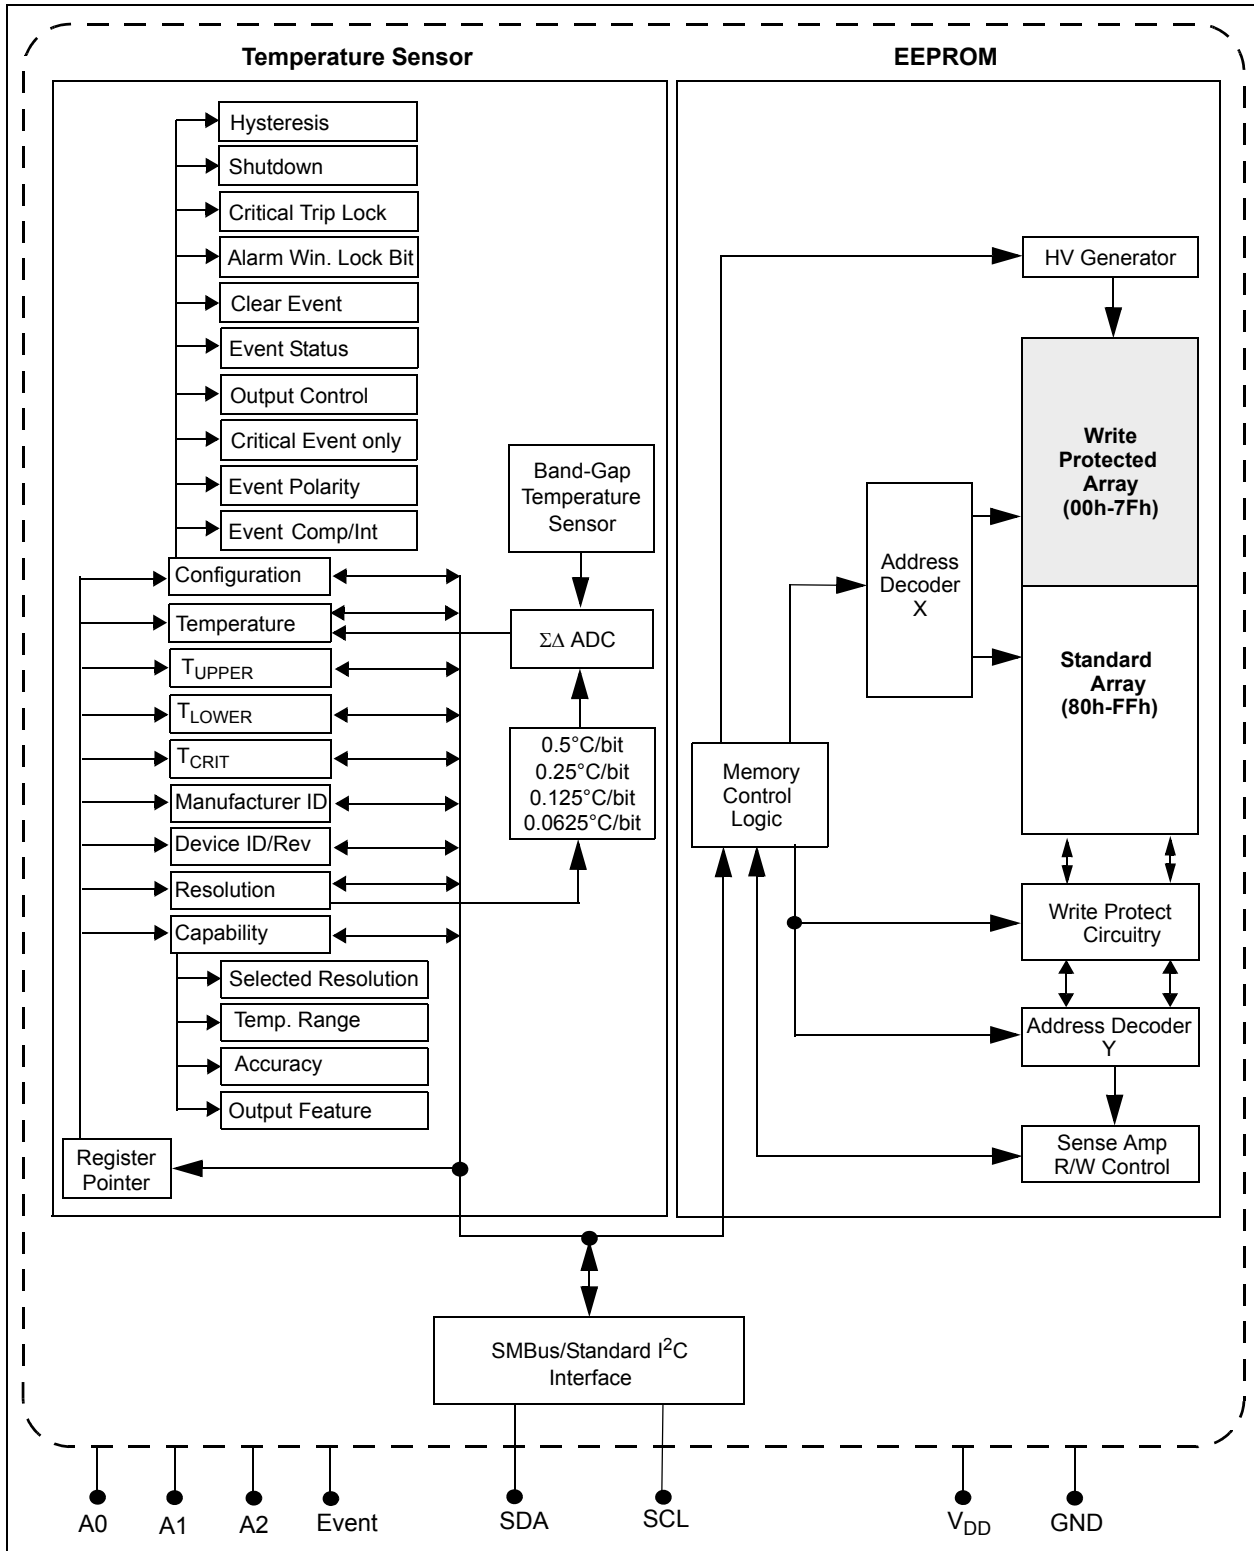 Temperature Sensor
EEPROM
Hysteresis
Shutdown
Critical Trip Lock
Alarm Win. Lock Bit
Clear Event
Event Status
Output Control
Critical Event only
Event Polarity
Event Comp/Int
Configuration
Temperature
TUPPER
TLOWER
TCRIT
Manufacturer ID
Device ID/Rev
Resolution
Capability
Selected Resolution
Temp. Range
Accuracy
Output Feature
Register
Pointer
Band-Gap
Temperature
Sensor
ΣΔ ADC
0.5°C/bit
0.25°C/bit
0.125°C/bit
0.0625°C/bit
HV Generator
Write
Protected
Array
(00h-7Fh)
Address
Decoder
X
Standard
Array
(80h-FFh)
Memory
Control
Logic
Write Protect
Circuitry
Address Decoder
Y
Sense Amp
R/W Control
SMBus/Standard I²C
Interface
A0
A1
A2
Event
SDA
SCL
VDD
GND